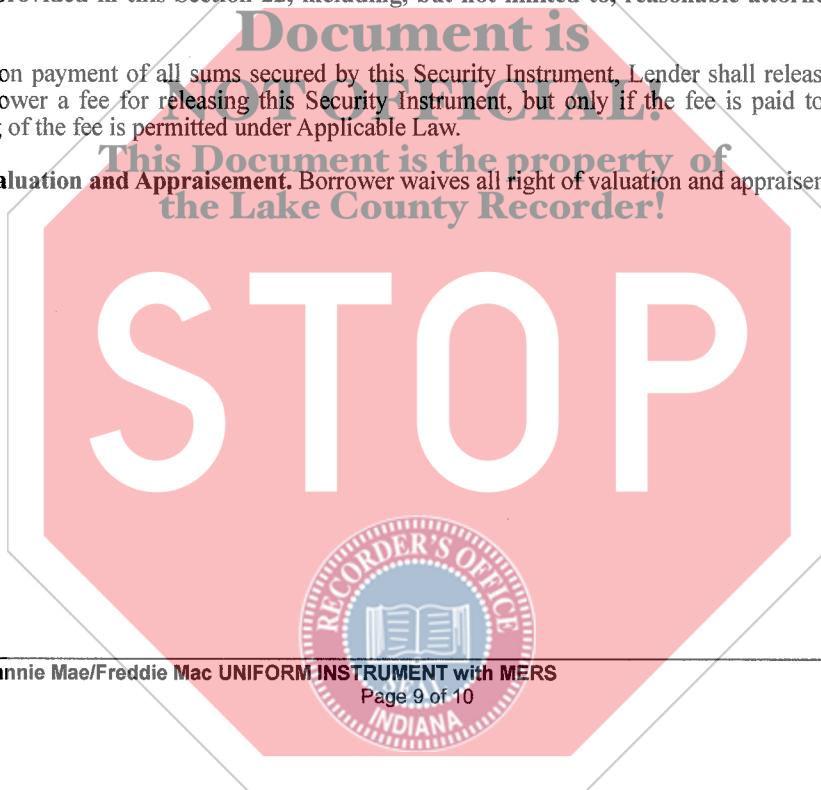 provided in this Section 22, including, but not limited to, reasonable attorne
Document is
on payment of all sums secured by this Security Instrument, Lender shall releas
ower a fee for releasing this Security Instrument, but only if the fee is paid to
NOT OFFICIAL!
of the fee is permitted under Applicable Law.
This Document is the property of
aluation and Appraisement. Borrower waives all right of valuation and appraisem
the Lake County Recorder!
STOP
RECORDER'S OFFICE
SEAL
INDIANA
nnie Mae/Freddie Mac UNIFORM INSTRUMENT with MERS
Page 9 of 10